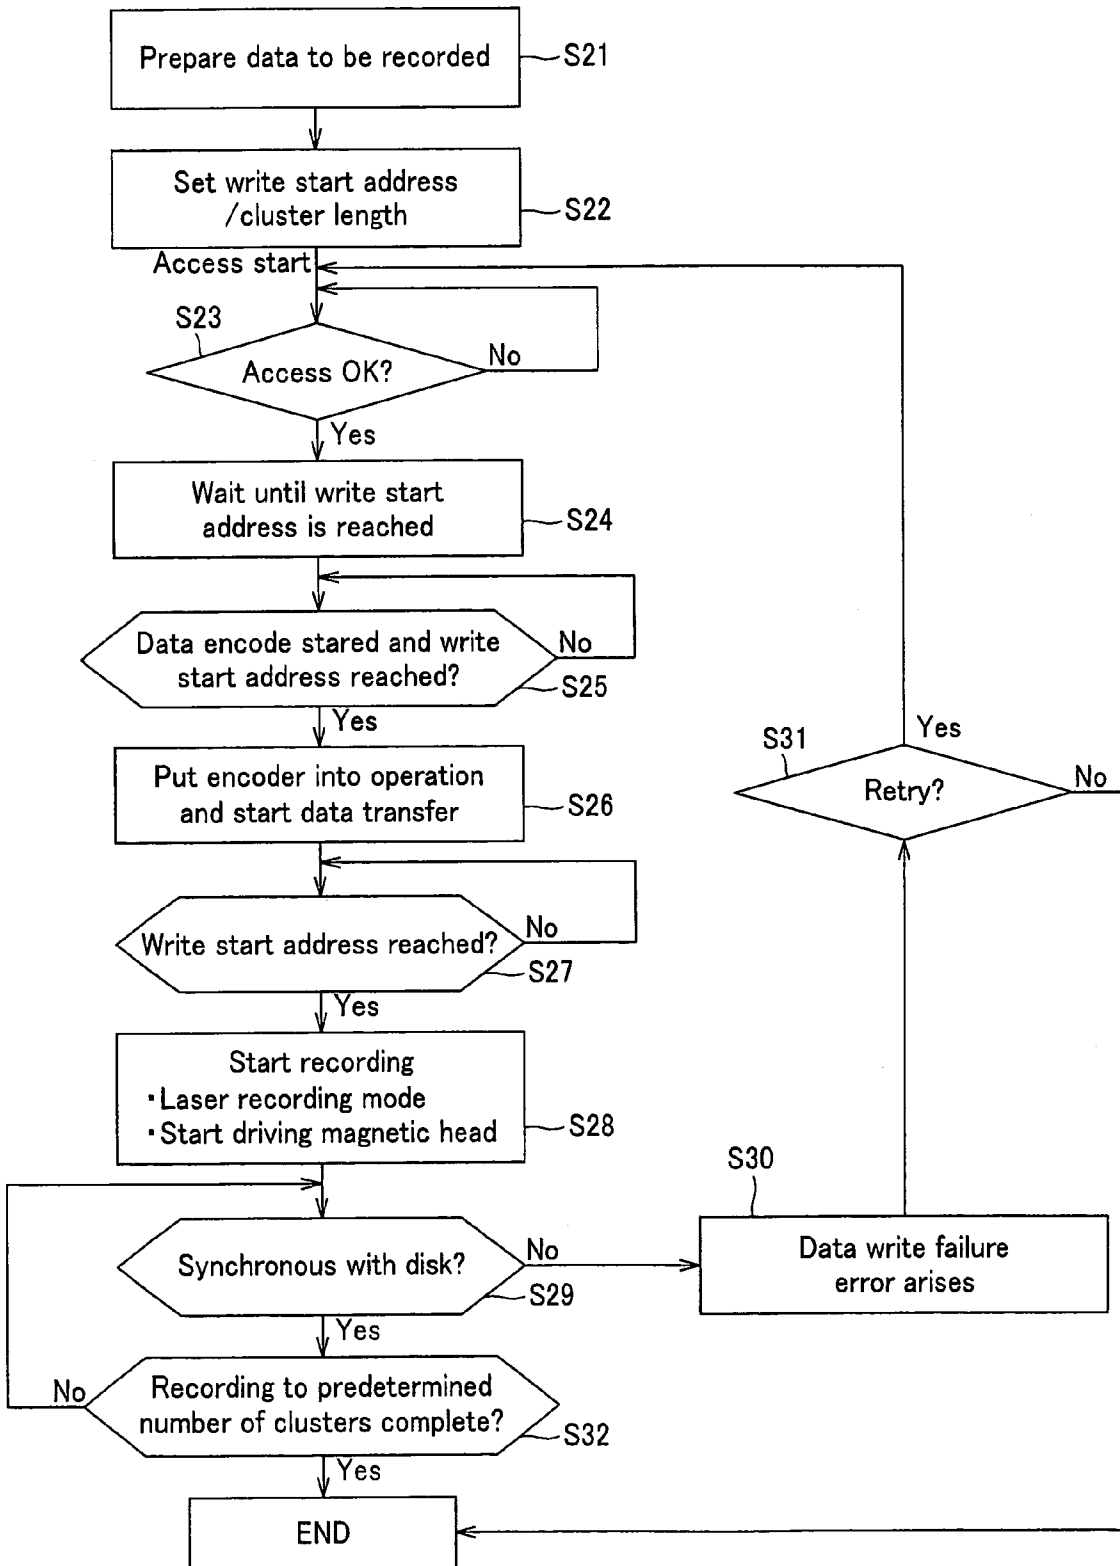 Prepare data to be recorded
S21
Set write start address
/cluster length
S22
Access start
S23
Access OK?
No
Yes
Wait until write start
address is reached
S24
Data encode stared and write
start address reached?
No
S25
Yes
Put encoder into operation
and start data transfer
S26
S31
Retry?
Yes
No
Write start address reached?
No
S27
Yes
Start recording
・Laser recording mode
・Start driving magnetic head
S28
Synchronous with disk?
No
S29
Yes
S30
Data write failure
error arises
Recording to predetermined
number of clusters complete?
No
S32
Yes
END